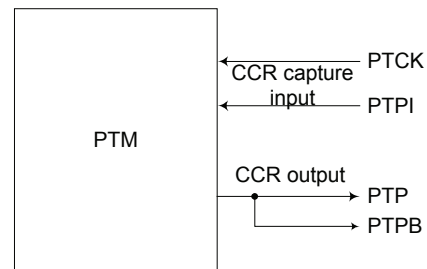 PTCK
CCR capture
input
PTPI
PTM
CCR output
PTP
PTPB